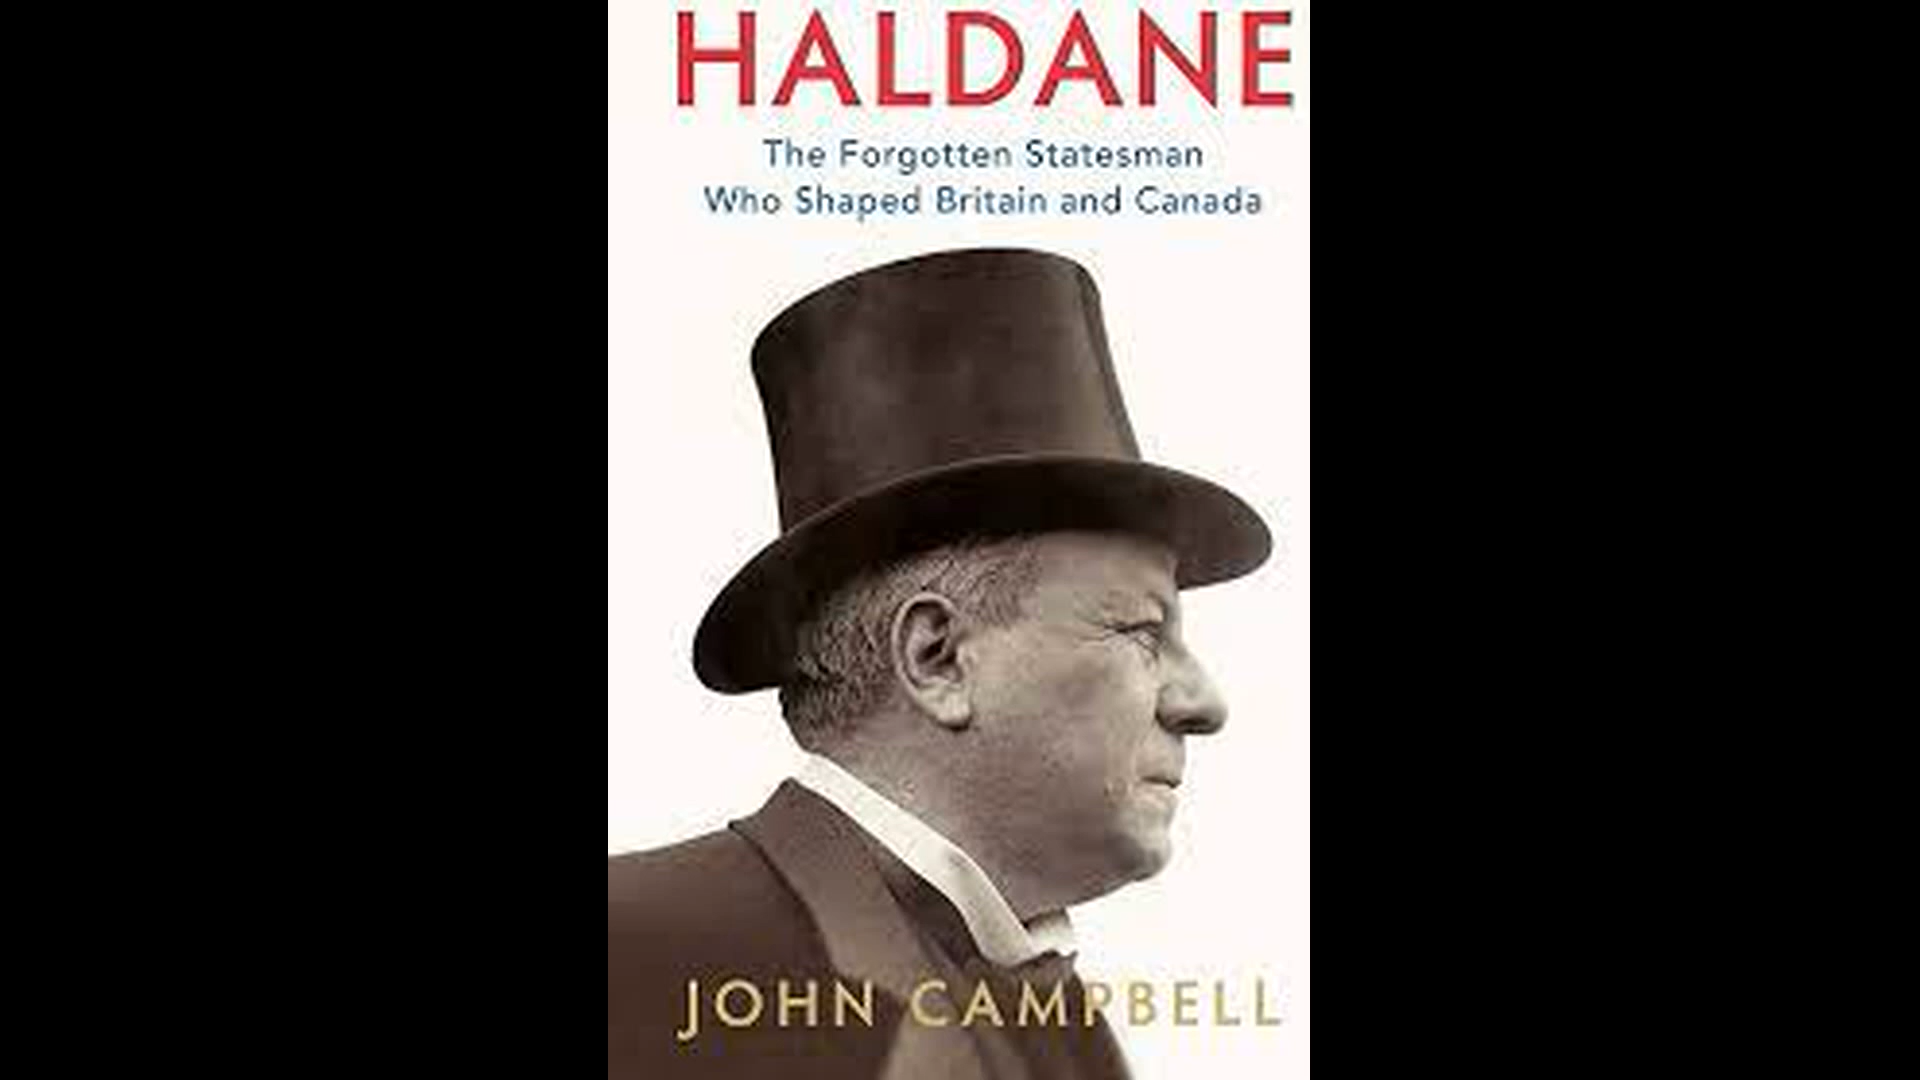 HALDANE
The Forgotten Statesman
Who Shaped Britain and Canada
JOHN CAMPBELL